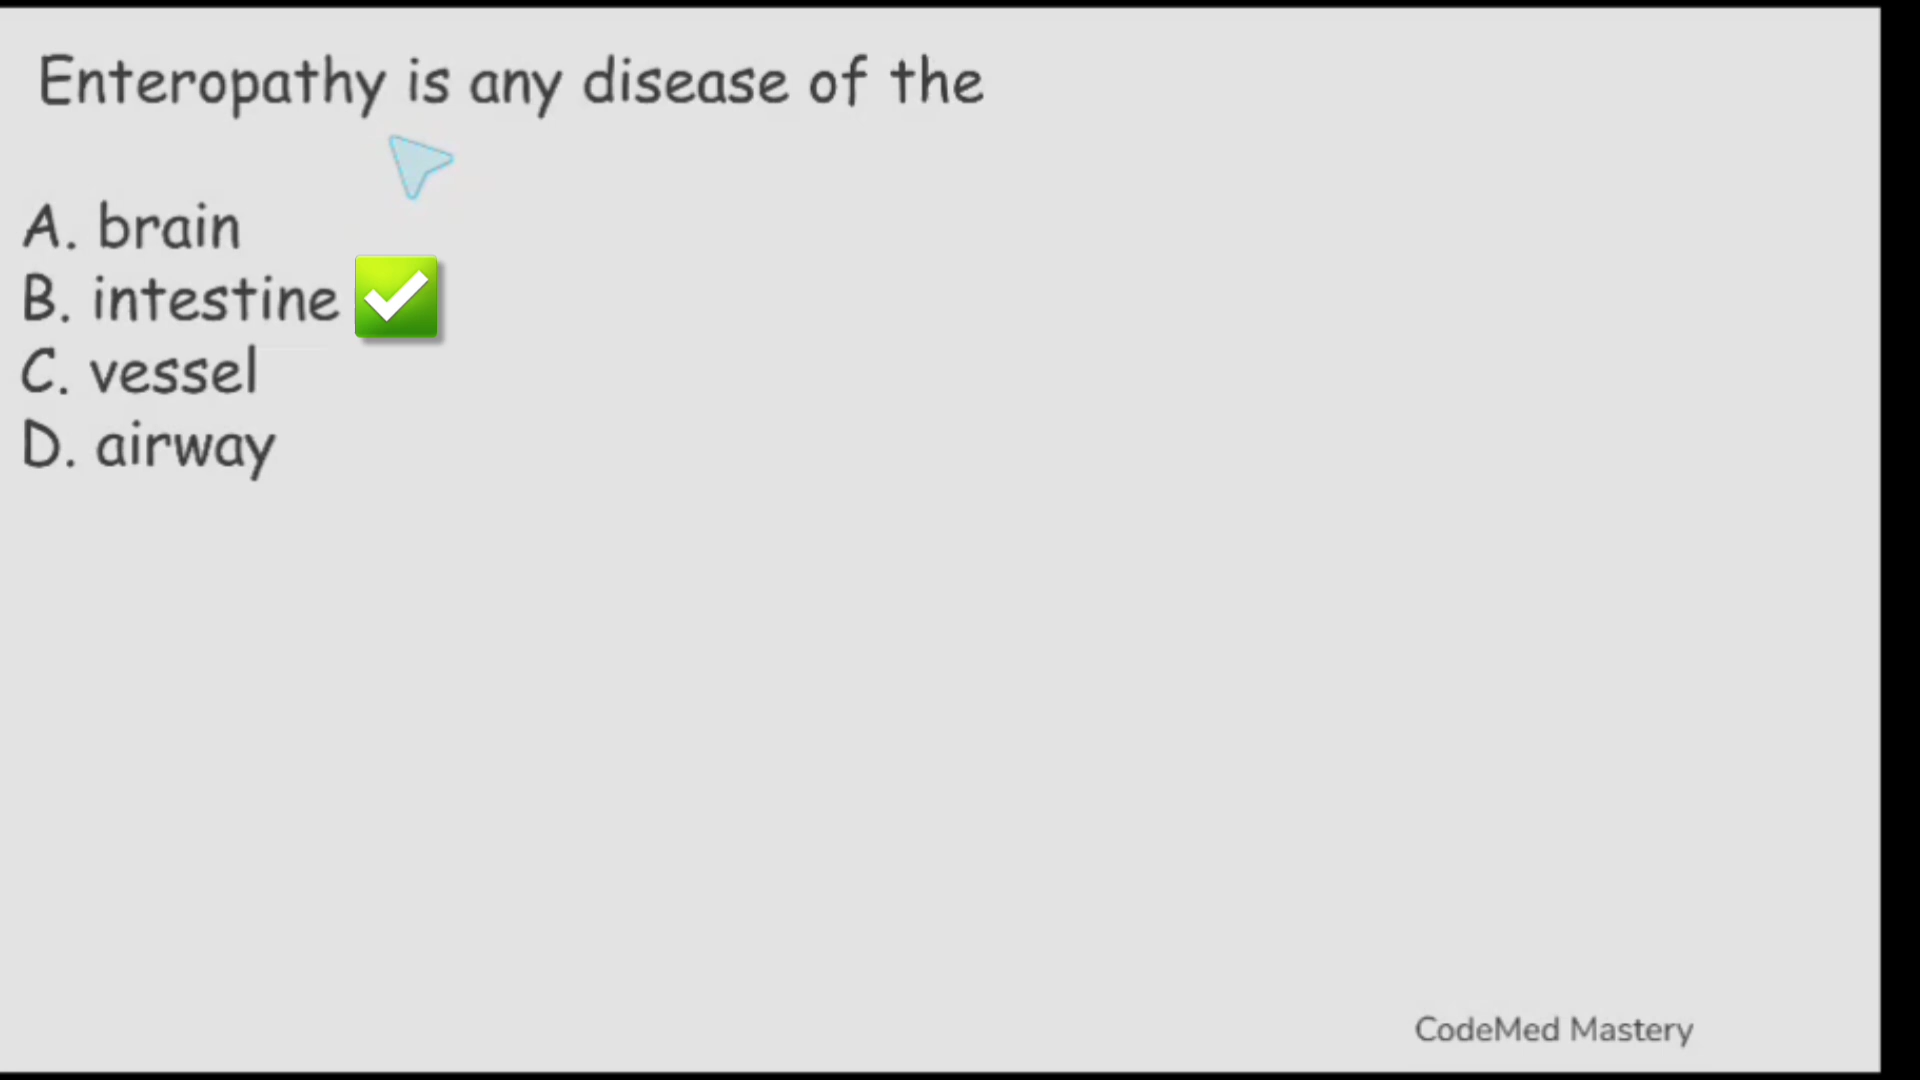 Enteropathy is any disease of the
A. brain
B. intestine
C. vessel
D. airway
CodeMed Mastery